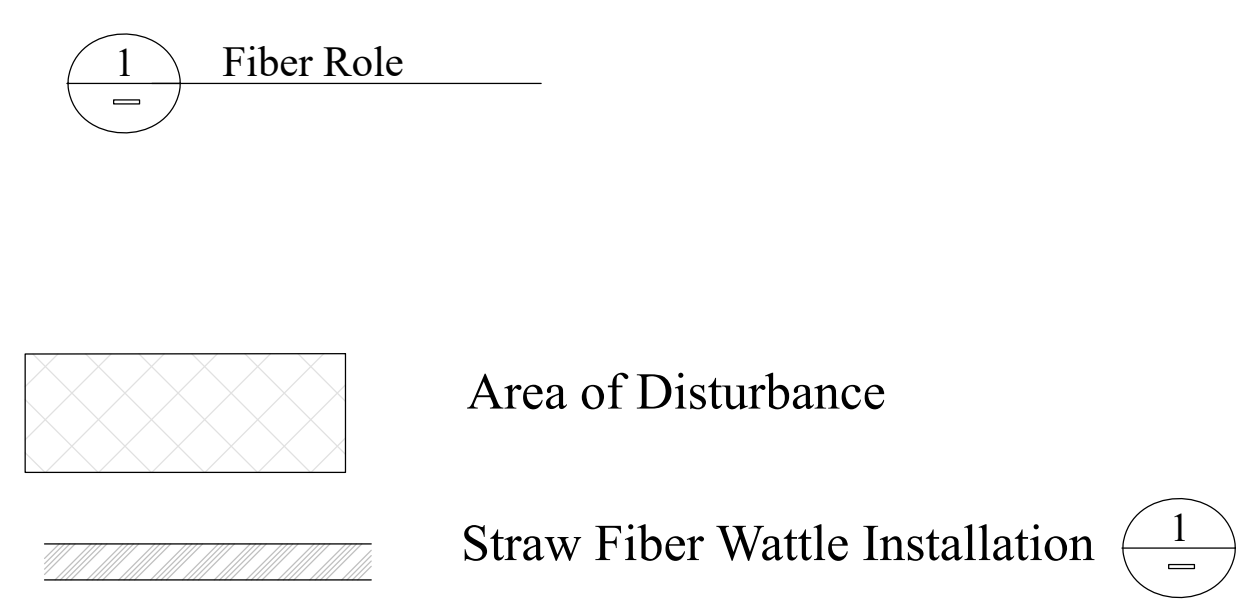 1
Fiber Role
Area of Disturbance
Straw Fiber Wattle Installation
1